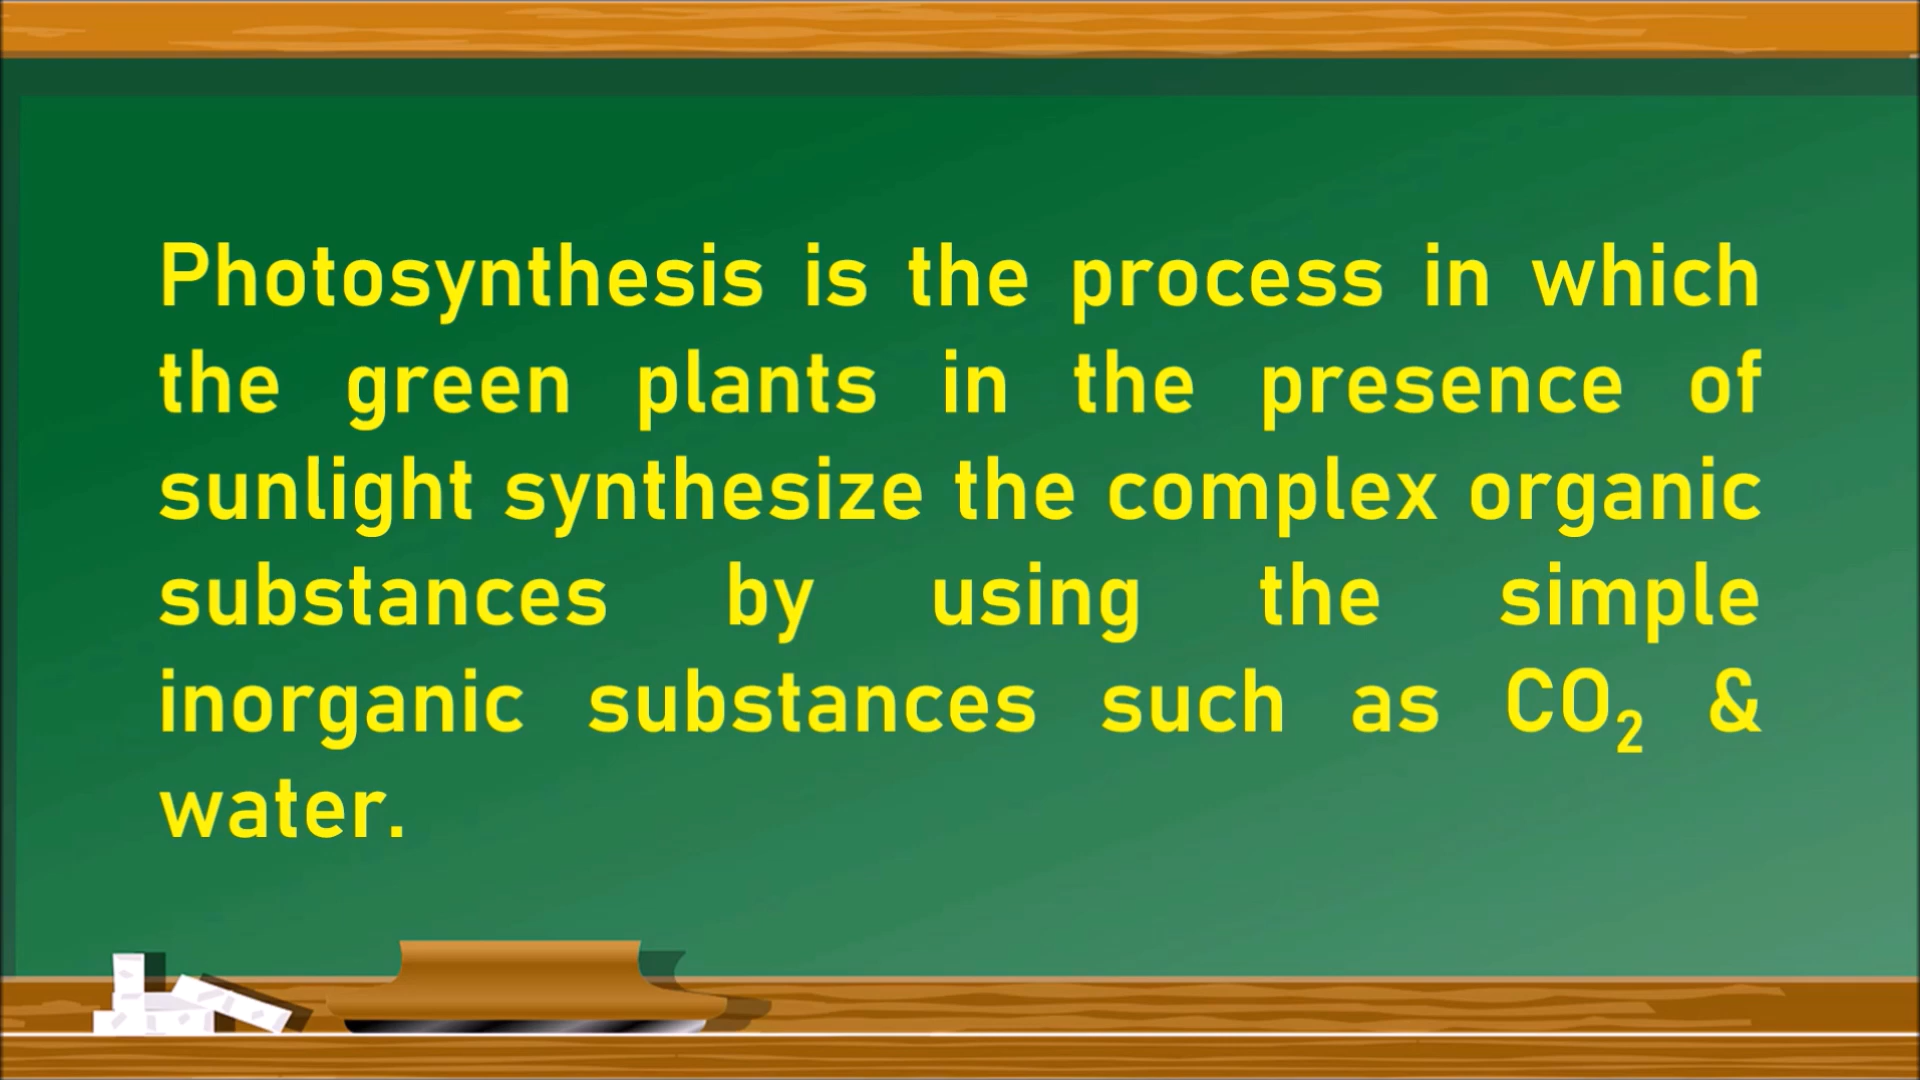 Photosynthesis is the process in which
the green plants in the presence of
sunlight synthesize the complex organic
substances by using the simple
inorganic substances such as CO₂ &
water.